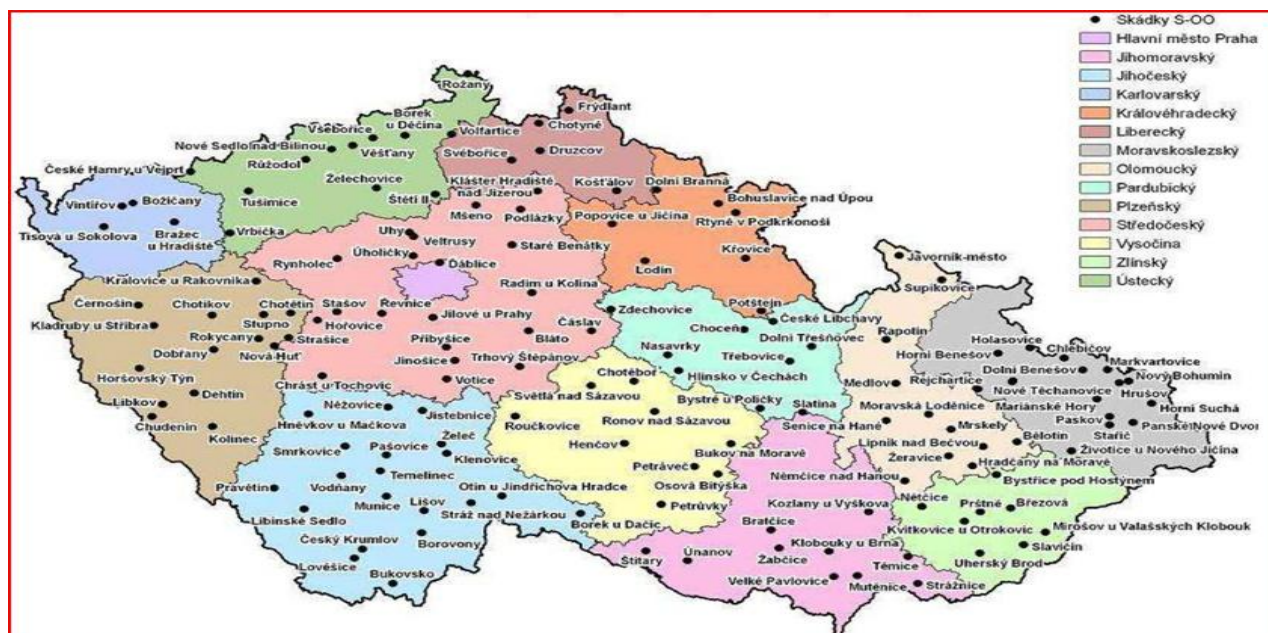 Skádky S-OO
Hlavní město Praha
Jihomoravský
Jihočeský
Karlovarský
Královéhradecký
Liberecký
Moravskoslezský
Olomoucký
Pardubický
Plzeňský
Středočeský
Vysočina
Zlínský
Ústecký
Rožaný
Frýdlant
Borek
u Děčína
Všebořice
Volfartice
Chotyně
Nové Sedlo nad Bílinou
Věšťany
Svébořice
Druzcov
České Hamry u Vejprt
Růžodol
Želechovice
Klášter Hradiště
nad Jizerou
Košťálov
Dolní Branná
Vintířov
Božičany
Tušimice
Štětí II
Mšeno
Podlázky
Popovice u Jičína
Bohuslavice nad Úpou
Rtyně v Podkrkonoší
Tisová u Sokolova
Bražec
u Hradiště
Vrbička
Uhy
Veltrusy
Staré Benátky
Křovice
Javorník-město
Rynholec
Úholičky
Ďáblice
Lodín
Supíkovice
Královice u Rakovníka
Radim u Kolína
Černošín
Chotíkov
Chotětín
Stašov
Řevnice
Zdechovice
Potštejn
České Libchavy
Kladruby u Stříbra
Stupno
Hořovice
Jílové u Prahy
Čáslav
Choceň
Dolní Třešňovec
Rapotín
Holasovice
Chlebičov
Rokycany
Strašice
Přibyšice
Bláto
Nasavrky
Třebovice
Horní Benešov
Markvartovice
Dobřany
Nová Huť
Jinošice
Trhový Štěpánov
Hlinsko v Čechách
Dolní Benešov
Nový Bohumín
Horšovský Týn
Chrást u Tochovic
Votice
Chotěboř
Medlov
Rejchartice
Nové Těchanovice
Hrušov
Dehtín
Světlá nad Sázavou
Bystré u Poličky
Slatina
Moravská Loděnice
Mariánské Hory
Horní Suchá
Libkov
Něžovice
Jistebnice
Roučkovice
Ronov nad Sázavou
Senice na Hané
Mrskely
Paskov
Panské Nové Dvory
Chudenín
Hněvkov u Mačkova
Kolinec
Želeč
Henčov
Bukov na Moravě
Lipník nad Bečvou
Bělotín
Staříč
Smrkovice
Pašovice
Klenovice
Petráveč
Žeravice
Hradčany na Moravě
Životice u Nového Jičína
Temelínec
Otín u Jindřichova Hradce
Osová Bítýška
Němčice nad Hanou
Bystřice pod Hostýnem
Pravětín
Vodňany
Munice
Lišov
Stráž nad Nežárkou
Petrůvky
Kozlany u Vyškova
Nětčice
Prštné
Březová
Libínské Sedlo
Borek u Dačic
Bratčice
Kvítkovice u Otrokovic
Mirošov u Valašských Klobouk
Český Krumlov
Borovony
Klobouky u Brna
Slavičín
Lověšice
Štítary
Únanov
Žabčice
Těmice
Uherský Brod
Bukovsko
Velké Pavlovice
Mutěnice
Strážnice